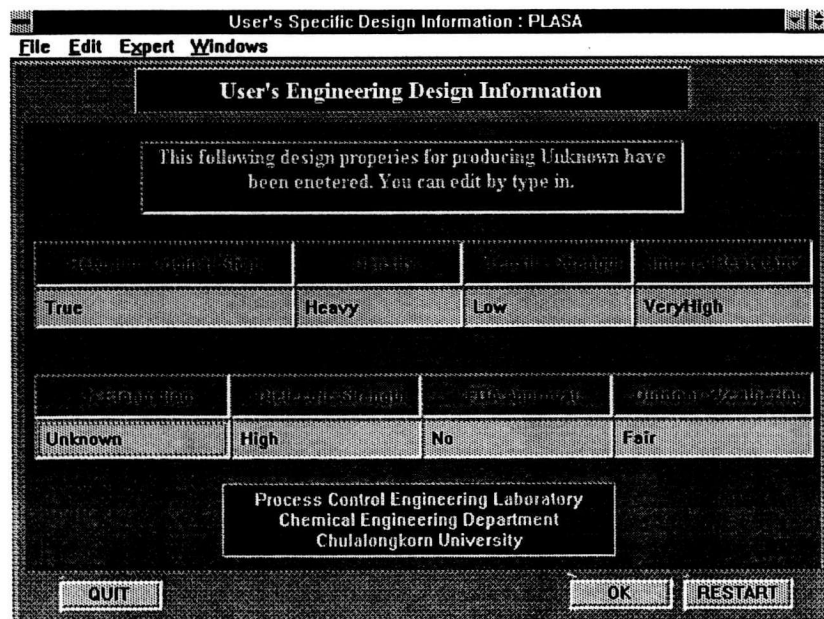 User's Specific Design Information : PLASA
File Edit Expert Windows
User's Engineering Design Information
This following design properies for producing Unknown have
been enetered. You can edit by type in.
True Heavy Low VeryHigh
Unknown High No Fair
Process Control Engineering Laboratory
Chemical Engineering Department
Chulalongkorn University
QUIT OK RESTART